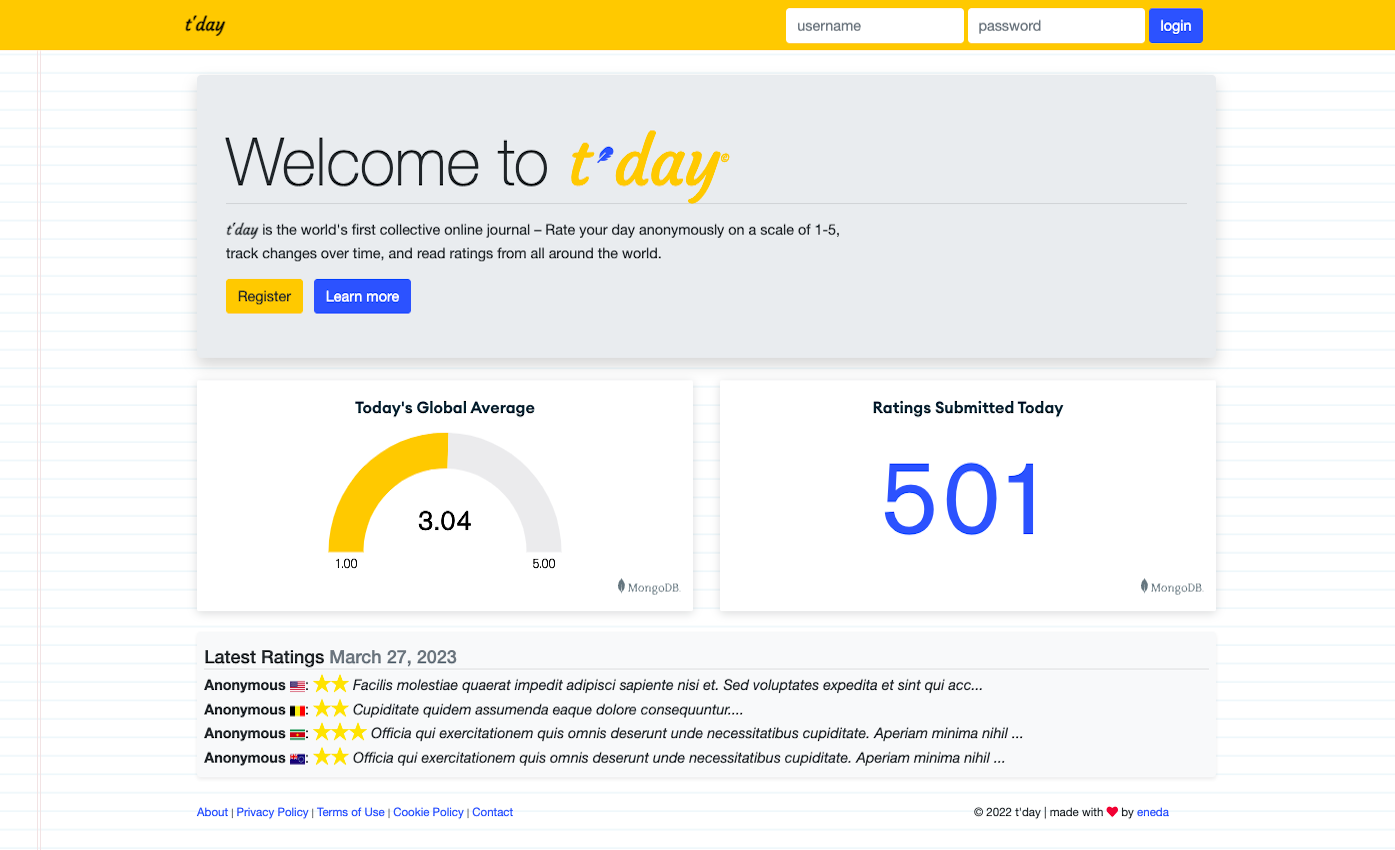 t'day
username
password
login
Welcome to t'day©
t'day is the world's first collective online journal – Rate your day anonymously on a scale of 1-5,
track changes over time, and read ratings from all around the world.
Register
Learn more
Today's Global Average
3.04
1.00
5.00
MongoDB.
Ratings Submitted Today
501
MongoDB.
Latest Ratings March 27, 2023
Anonymous : Facilis molestiae quaerat impedit adipisci sapiente nisi et. Sed voluptates expedita et sint qui acc...
Anonymous : Cupiditate quidem assumenda eaque dolore consequuntur....
Anonymous : Officia qui exercitationem quis omnis deserunt unde necessitatibus cupiditate. Aperiam minima nihil ...
Anonymous : Officia qui exercitationem quis omnis deserunt unde necessitatibus cupiditate. Aperiam minima nihil ...
About | Privacy Policy | Terms of Use | Cookie Policy | Contact
© 2022 t'day | made with ❤ by eneda